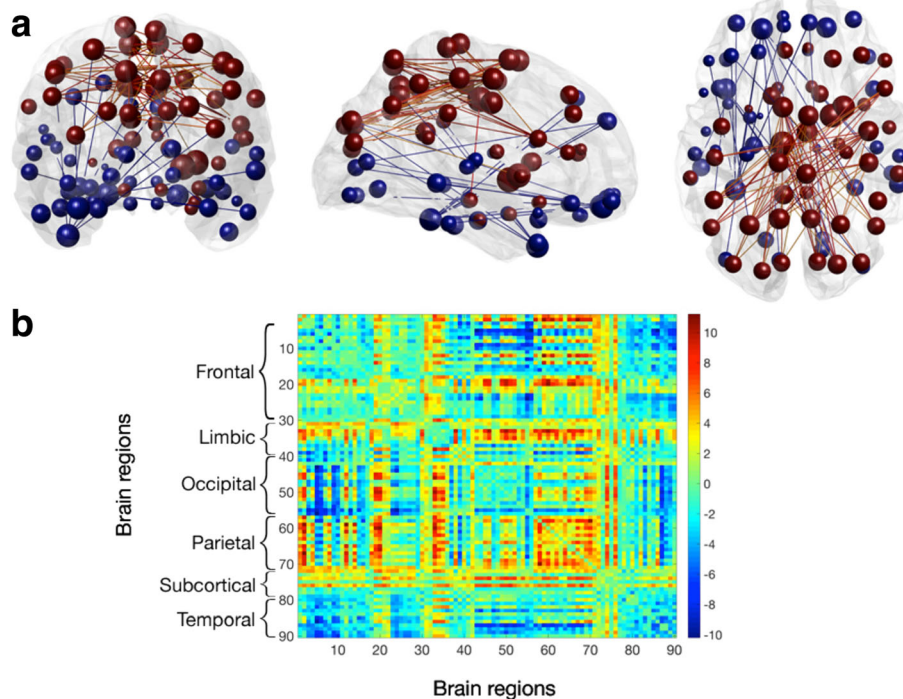 a
b
Brain regions
Frontal
Limbic
Occipital
Parietal
Subcortical
Temporal
10
20
30
40
50
60
70
80
90
10 20 30 40 50 60 70 80 90
Brain regions
10
8
6
4
2
0
-2
-4
-6
-8
-10